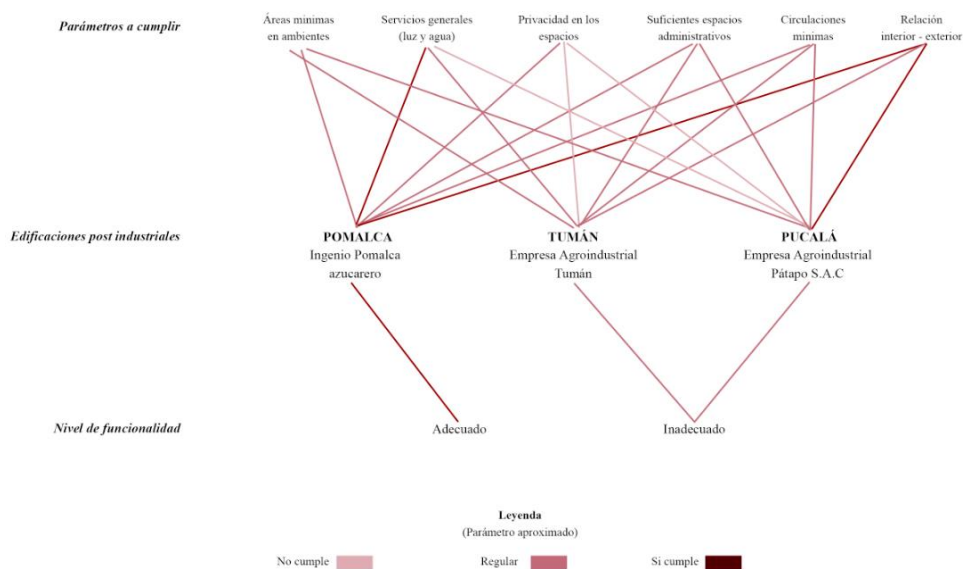 Parámetros a cumplir
Áreas minimas
en ambientes
Servicios generales
(luz y agua)
Privacidad en los
espacios
Suficientes espacios
administrativos
Circulaciones
minimas
Relación
interior - exterior
Edificaciones post industriales
POMALCA
Ingenio Pomalca
azucarero
TUMÁN
Empresa Agroindustrial
Tumán
PUCALÁ
Empresa Agroindustrial
Pátapo S.A.C
Nivel de funcionalidad
Adecuado
Inadecuado
Leyenda
(Parámetro aproximado)
No cumple
Regular
Si cumple